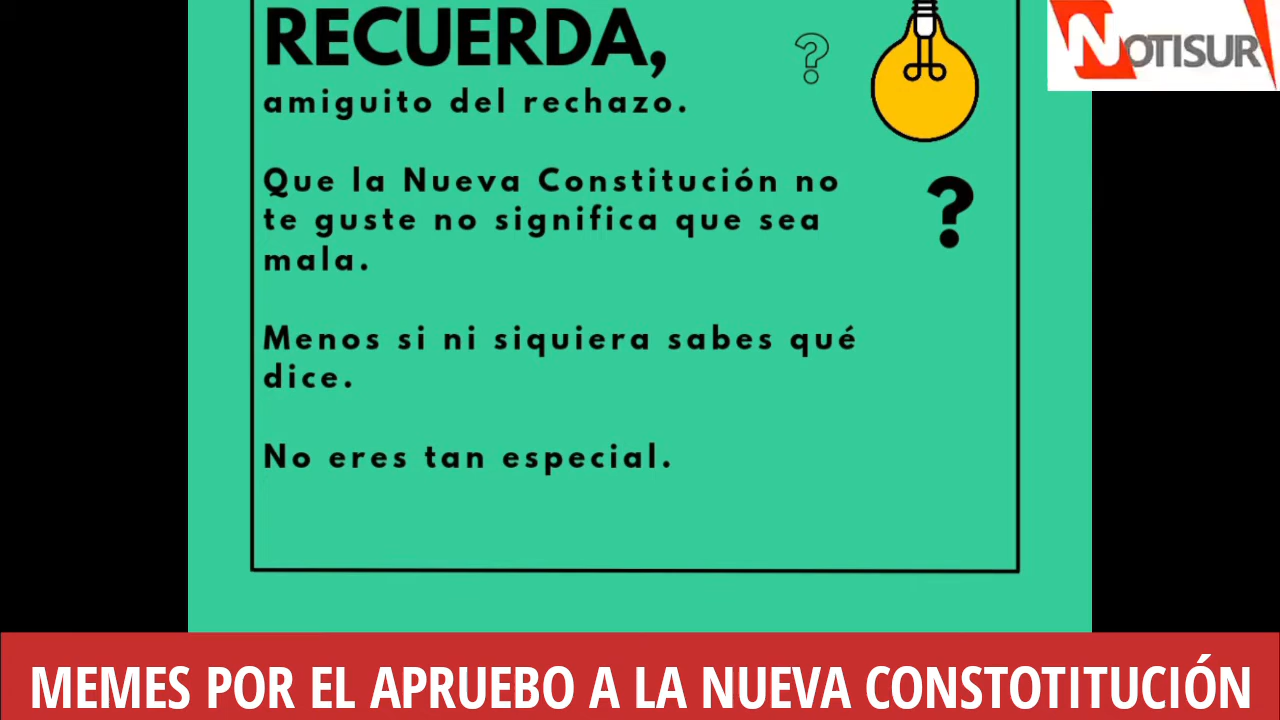 RECUERDA,
amiguito del rechazo.
Que la Nueva Constitución no
te guste no significa que sea
mala.
Menos si ni siquiera sabes qué
dice.
No eres tan especial.
?
?
NOTISUR
MEMES POR EL APRUEBO A LA NUEVA CONSTOTITUCIÓN